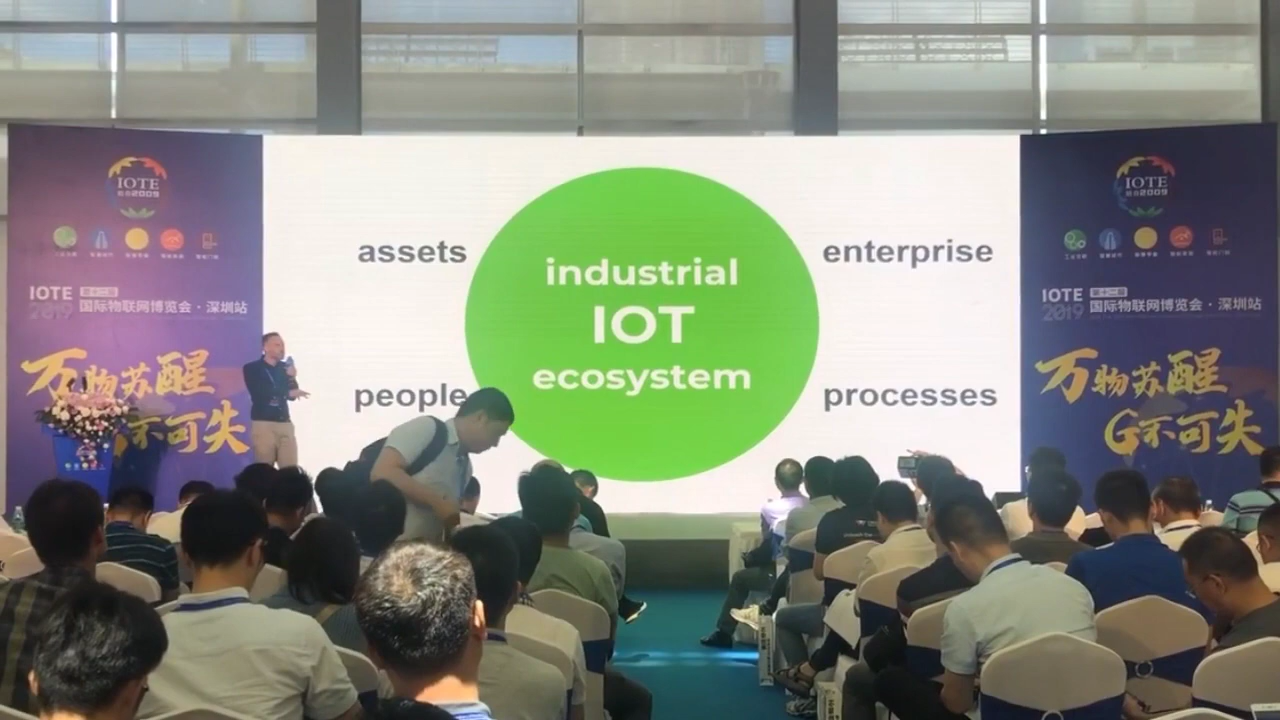 IOTE
2009
IOTE 第十二届
2019 国际物联网博览会·深圳站
万物苏醒
G不可失
assets
people
industrial
IOT
ecosystem
enterprise
processes
IOTE
2009
IOTE 第十二届
2019 国际物联网博览会·深圳站
万物苏醒
G不可失